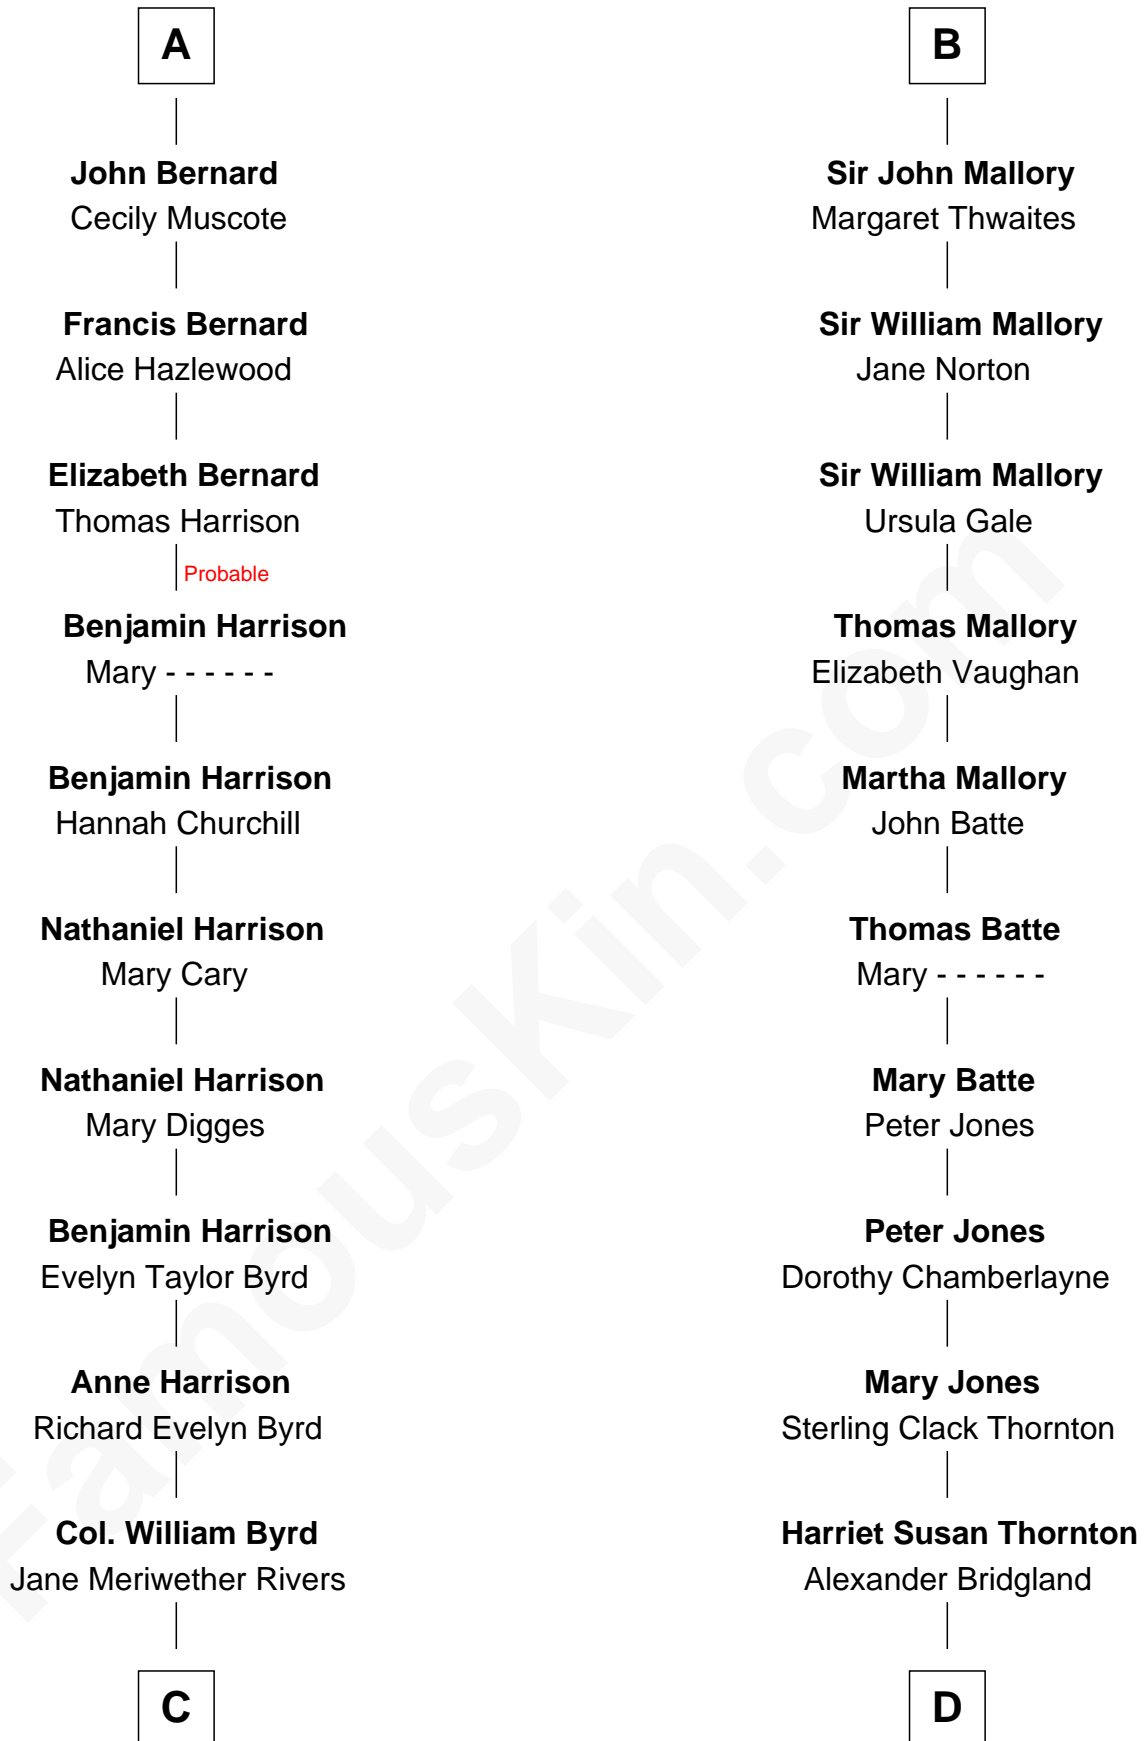 A
John Bernard
Cecily Muscote
Francis Bernard
Alice Hazlewood
Elizabeth Bernard
Thomas Harrison
Probable
Benjamin Harrison
Mary - - - - - -
Benjamin Harrison
Hannah Churchill
Nathaniel Harrison
Mary Cary
Nathaniel Harrison
Mary Digges
Benjamin Harrison
Evelyn Taylor Byrd
Anne Harrison
Richard Evelyn Byrd
Col. William Byrd
Jane Meriwether Rivers
C
B
Sir John Mallory
Margaret Thwaites
Sir William Mallory
Jane Norton
Sir William Mallory
Ursula Gale
Thomas Mallory
Elizabeth Vaughan
Martha Mallory
John Batte
Thomas Batte
Mary - - - - - -
Mary Batte
Peter Jones
Peter Jones
Dorothy Chamberlayne
Mary Jones
Sterling Clack Thornton
Harriet Susan Thornton
Alexander Bridgland
D
FamousKin.com